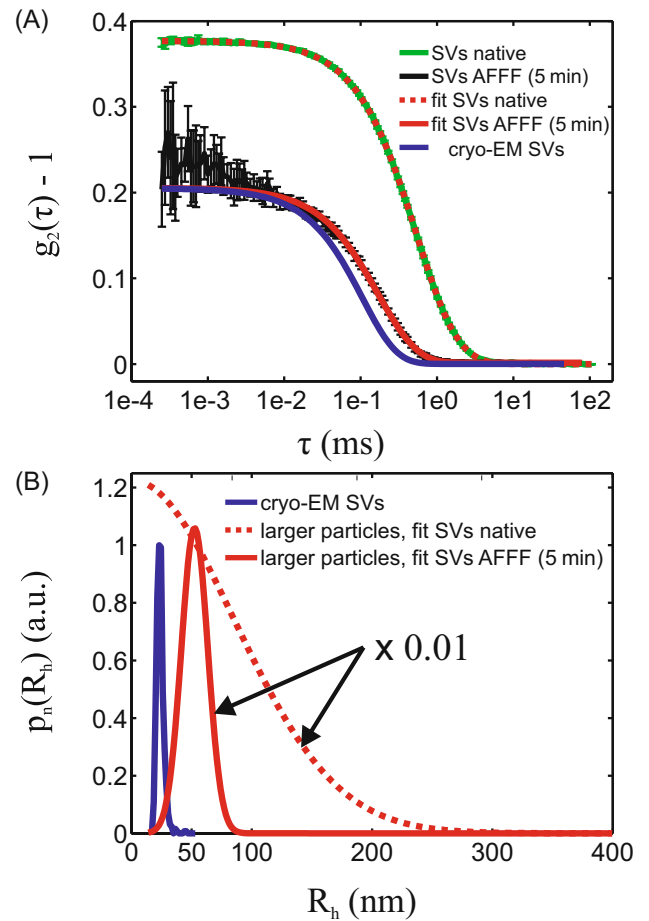 (A)
0.4
0.3
0.2
0.1
0
g2(τ) - 1
SVs native
SVs AFFF (5 min)
fit SVs native
fit SVs AFFF (5 min)
cryo-EM SVs
1e-4 1e-3 1e-2 1e-1 1e0 1e1 1e2
τ (ms)
(B)
1.2
1
0.8
0.6
0.4
0.2
0
pn(Rh) (a.u.)
cryo-EM SVs
larger particles, fit SVs native
larger particles, fit SVs AFFF (5 min)
x 0.01
0 50 100 200 300 400
Rh (nm)